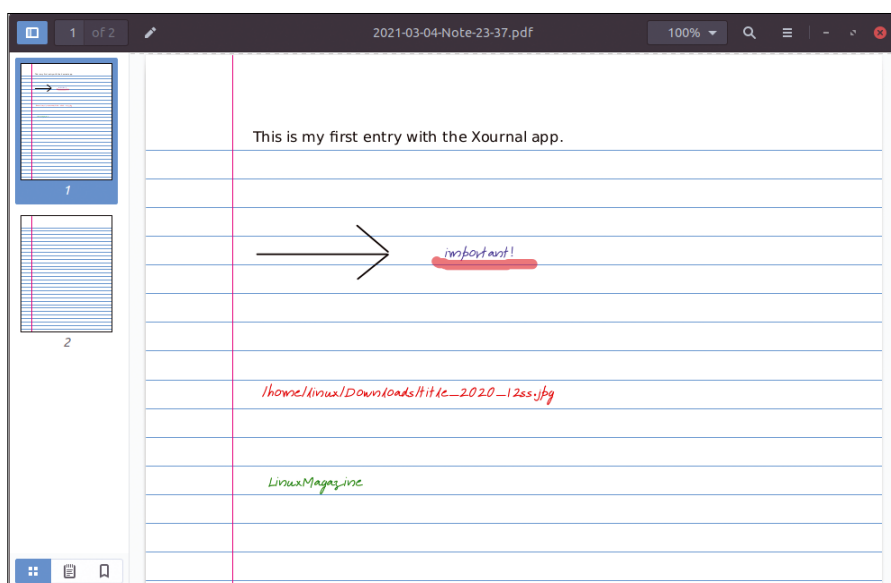 1 of 2
2021-03-04-Note-23-37.pdf
100%
This is my first entry with the Xournal app.
important!
/home/linux/Downloads/title_2020_12ss.jpg
LinuxMagazine
1
2